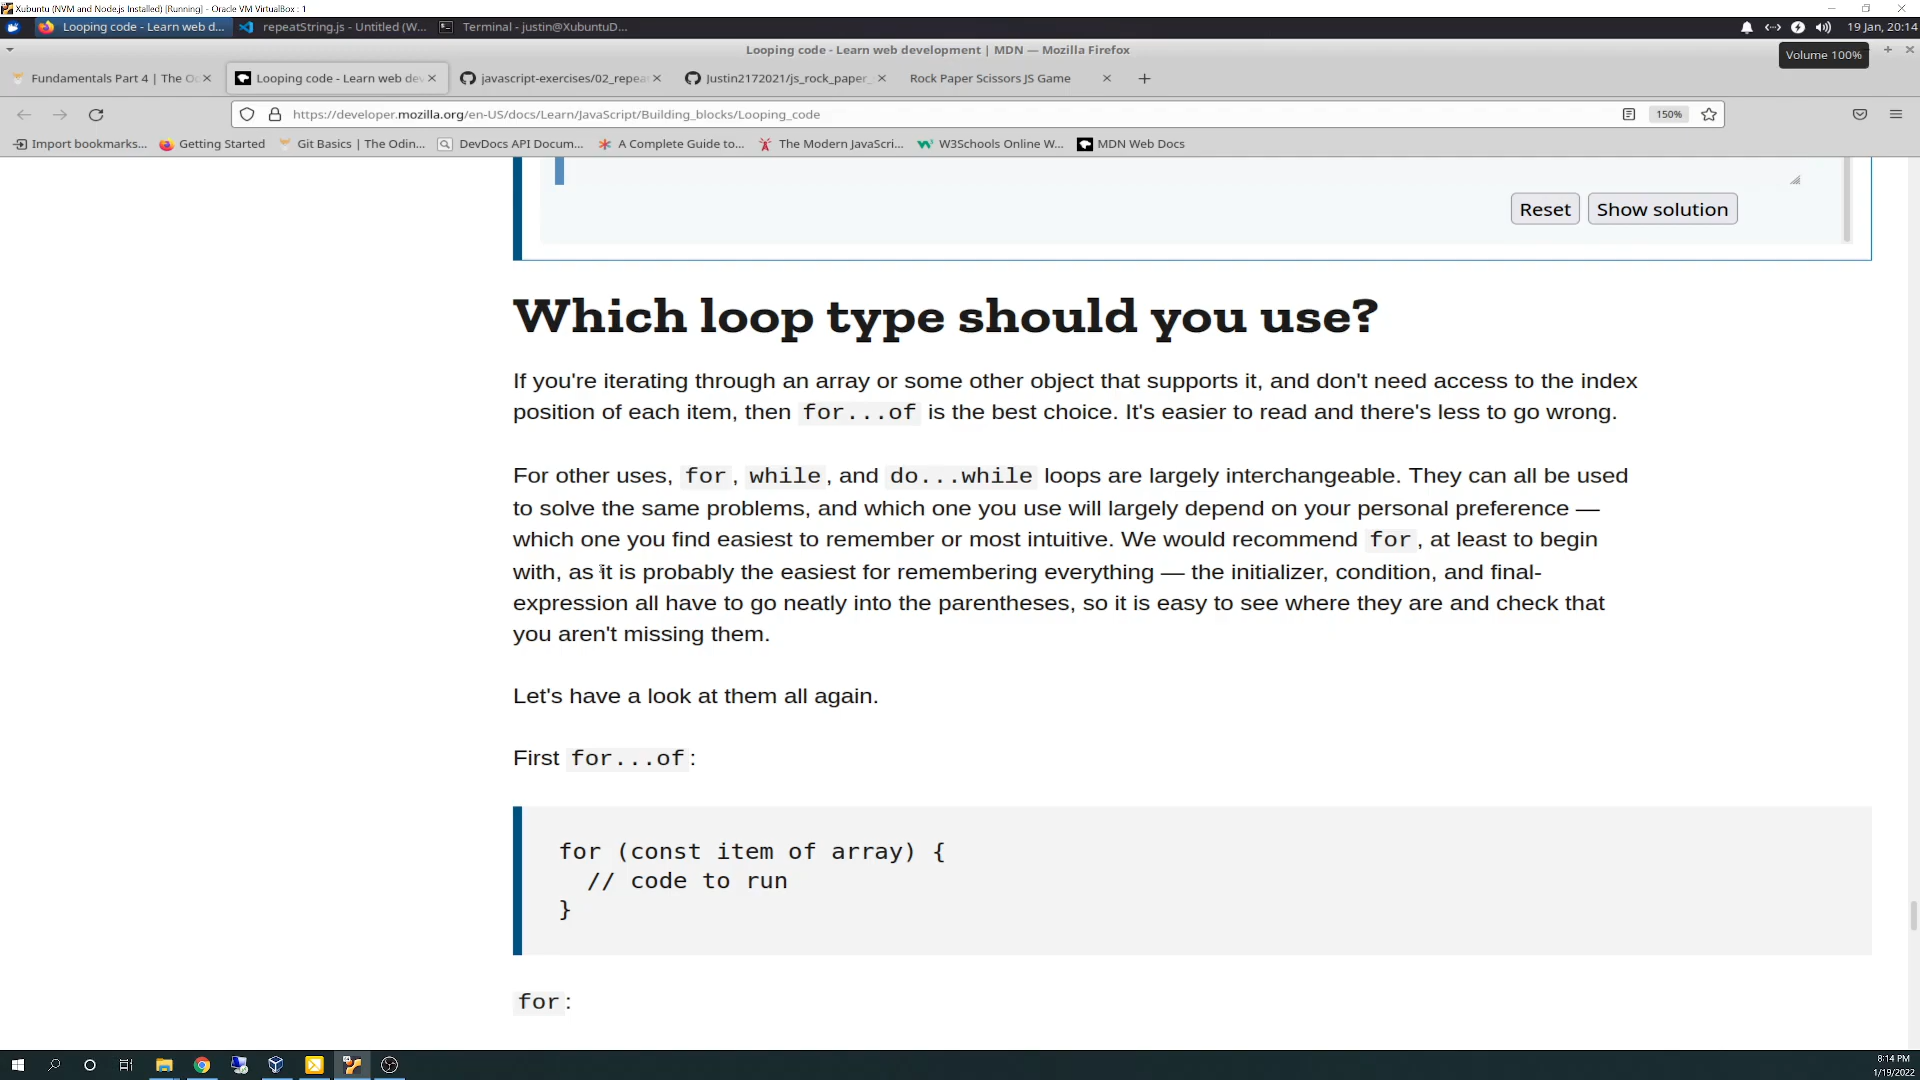 Xubuntu (NVM and Node.js Installed) [Running] - Oracle VM VirtualBox : 1
Looping code - Learn web d...
repeatString.js - Untitled (W...
Terminal - justin@XubuntuD...
19 Jan, 20:14
Looping code - Learn web development | MDN — Mozilla Firefox
Volume 100%
Fundamentals Part 4 | The O
Looping code - Learn web dev
javascript-exercises/02_repea
Justin2172021/js_rock_paper_
Rock Paper Scissors JS Game
https://developer.mozilla.org/en-US/docs/Learn/JavaScript/Building_blocks/Looping_code
150%
Import bookmarks...
Getting Started
Git Basics | The Odin...
DevDocs API Docum...
A Complete Guide to...
The Modern JavaScri...
W3Schools Online W...
MDN Web Docs
Reset
Show solution
Which loop type should you use?
If you're iterating through an array or some other object that supports it, and don't need access to the index
position of each item, then for...of is the best choice. It's easier to read and there's less to go wrong.
For other uses, for, while, and do...while loops are largely interchangeable. They can all be used
to solve the same problems, and which one you use will largely depend on your personal preference —
which one you find easiest to remember or most intuitive. We would recommend for, at least to begin
with, as it is probably the easiest for remembering everything — the initializer, condition, and final-
expression all have to go neatly into the parentheses, so it is easy to see where they are and check that
you aren't missing them.
Let's have a look at them all again.
First for...of:
for (const item of array) {
  // code to run
}
for:
8:14 PM
1/19/2022